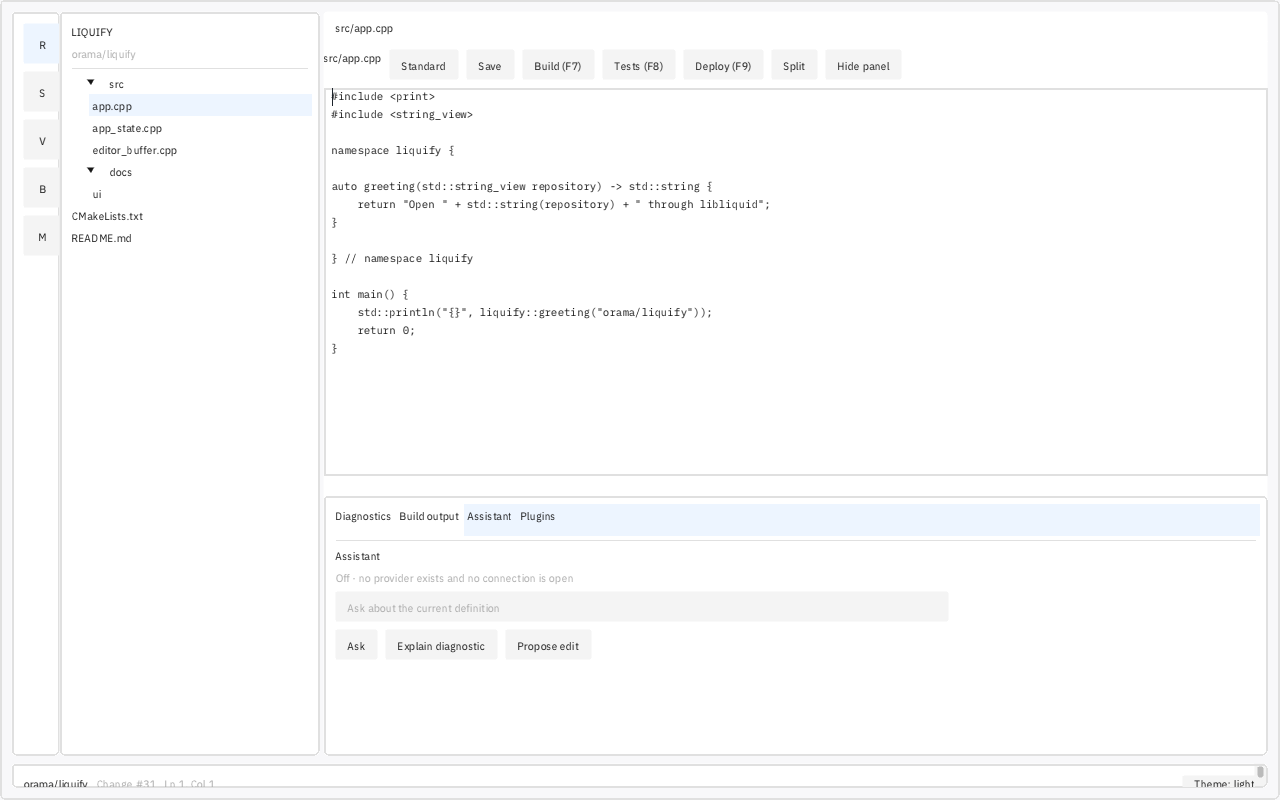 R
S
V
B
M
LIQUIFY
orama/liquify
src
app.cpp
app_state.cpp
editor_buffer.cpp
docs
ui
CMakeLists.txt
README.md
src/app.cpp
src/app.cpp Standard Save Build (F7) Tests (F8) Deploy (F9) Split Hide panel
#include <print>
#include <string_view>
namespace liquify {
auto greeting(std::string_view repository) -> std::string {
    return "Open " + std::string(repository) + " through libliquid";
}
} // namespace liquify
int main() {
    std::println("{}", liquify::greeting("orama/liquify"));
    return 0;
}
Diagnostics Build output Assistant Plugins
Assistant
Off · no provider exists and no connection is open
Ask about the current definition
Ask Explain diagnostic Propose edit
orama/liquify Change #31 Ln 1, Col 1 Theme: light